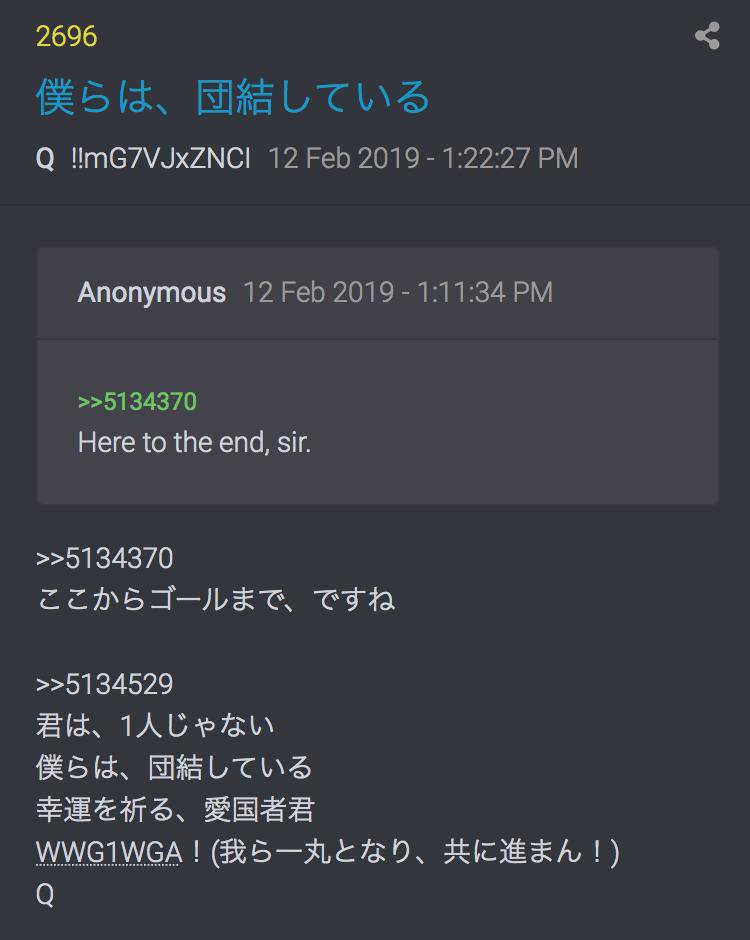 2696
僕らは、団結している
Q !!mG7VJxZNCI 12 Feb 2019 - 1:22:27 PM
Anonymous 12 Feb 2019 - 1:11:34 PM
>>5134370
Here to the end, sir.
>>5134370
ここからゴールまで、ですね
>>5134529
君は、1人じゃない
僕らは、団結している
幸運を祈る、愛国者君
WWG1WGA！(我ら一丸となり、共に進まん！)
Q